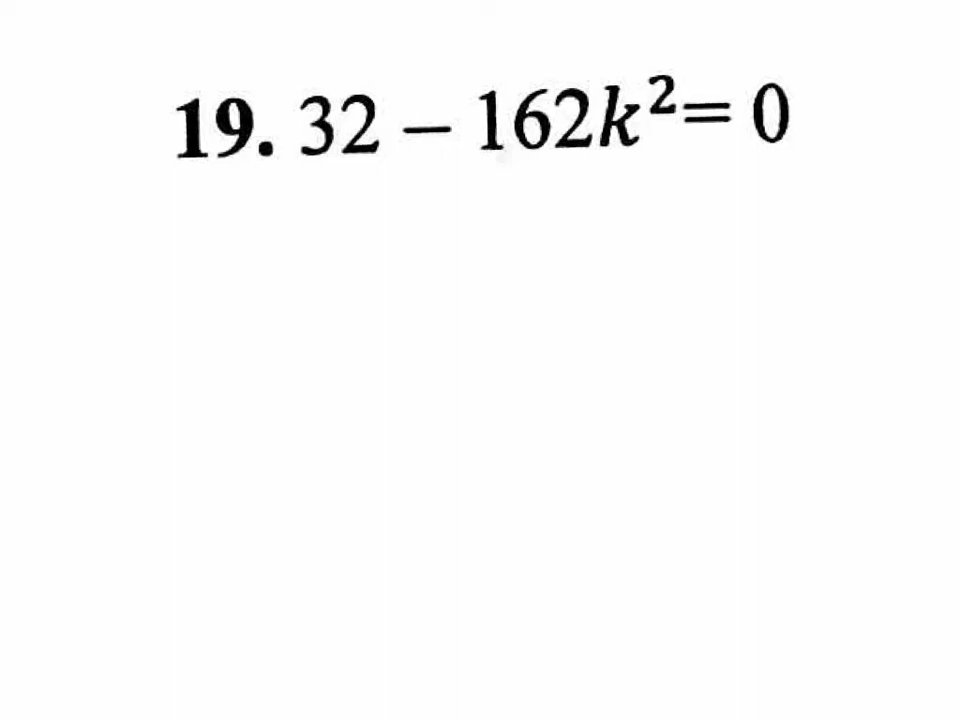 19. 32 – 162k² = 0